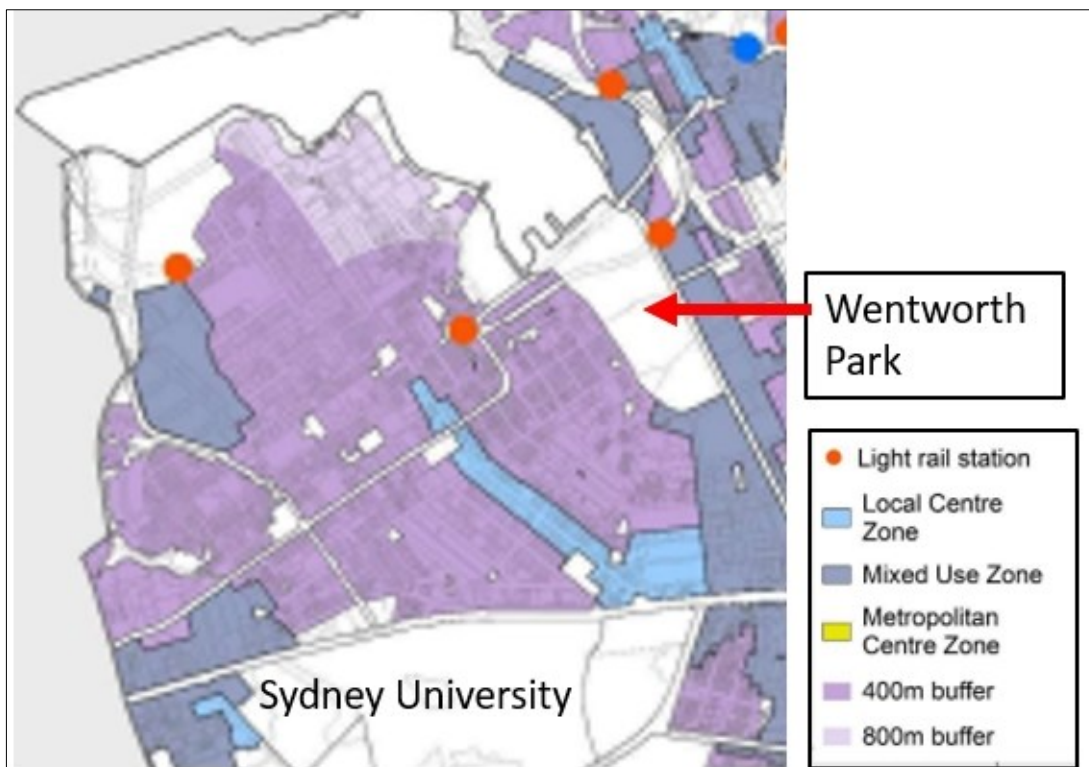 Wentworth
Park
Light rail station
Local Centre
Zone
Mixed Use Zone
Metropolitan
Centre Zone
400m buffer
800m buffer
Sydney University